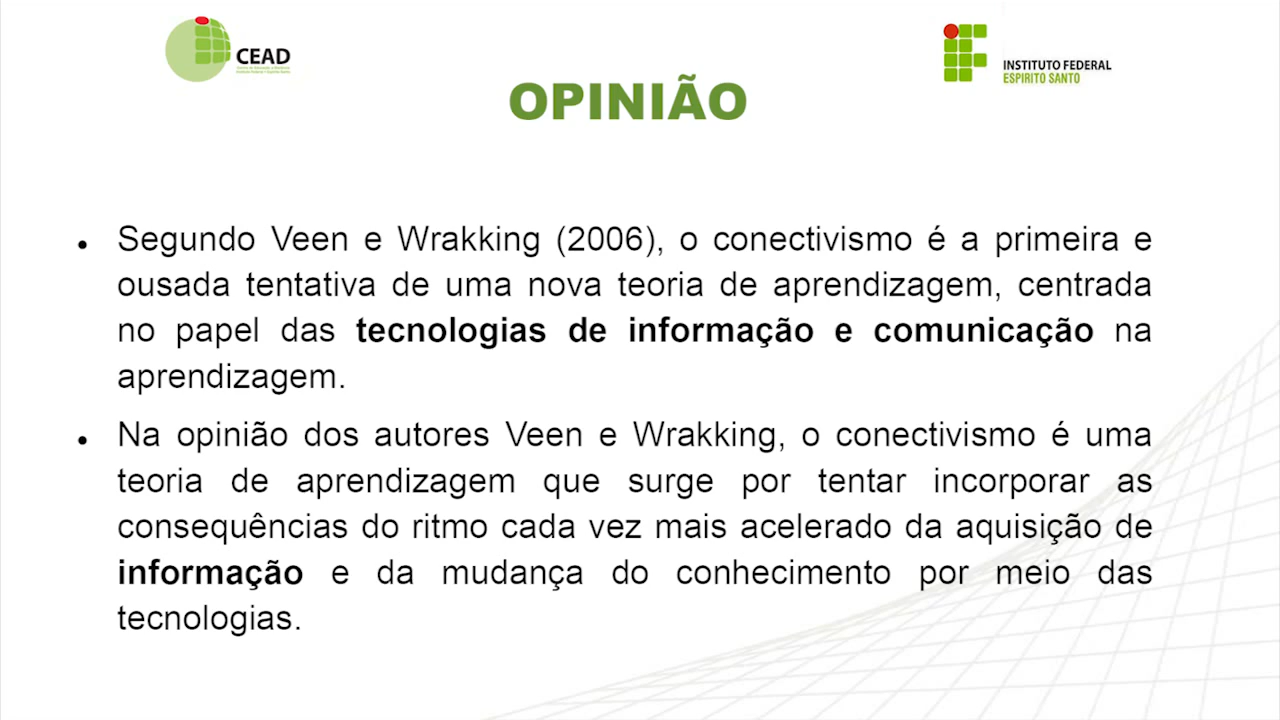 CEAD
INSTITUTO FEDERAL
ESPIRITO SANTO
OPINIÃO
• Segundo Veen e Wrakking (2006), o conectivismo é a primeira e
ousada tentativa de uma nova teoria de aprendizagem, centrada
no papel das tecnologias de informação e comunicação na
aprendizagem.
• Na opinião dos autores Veen e Wrakking, o conectivismo é uma
teoria de aprendizagem que surge por tentar incorporar as
consequências do ritmo cada vez mais acelerado da aquisição de
informação e da mudança do conhecimento por meio das
tecnologias.